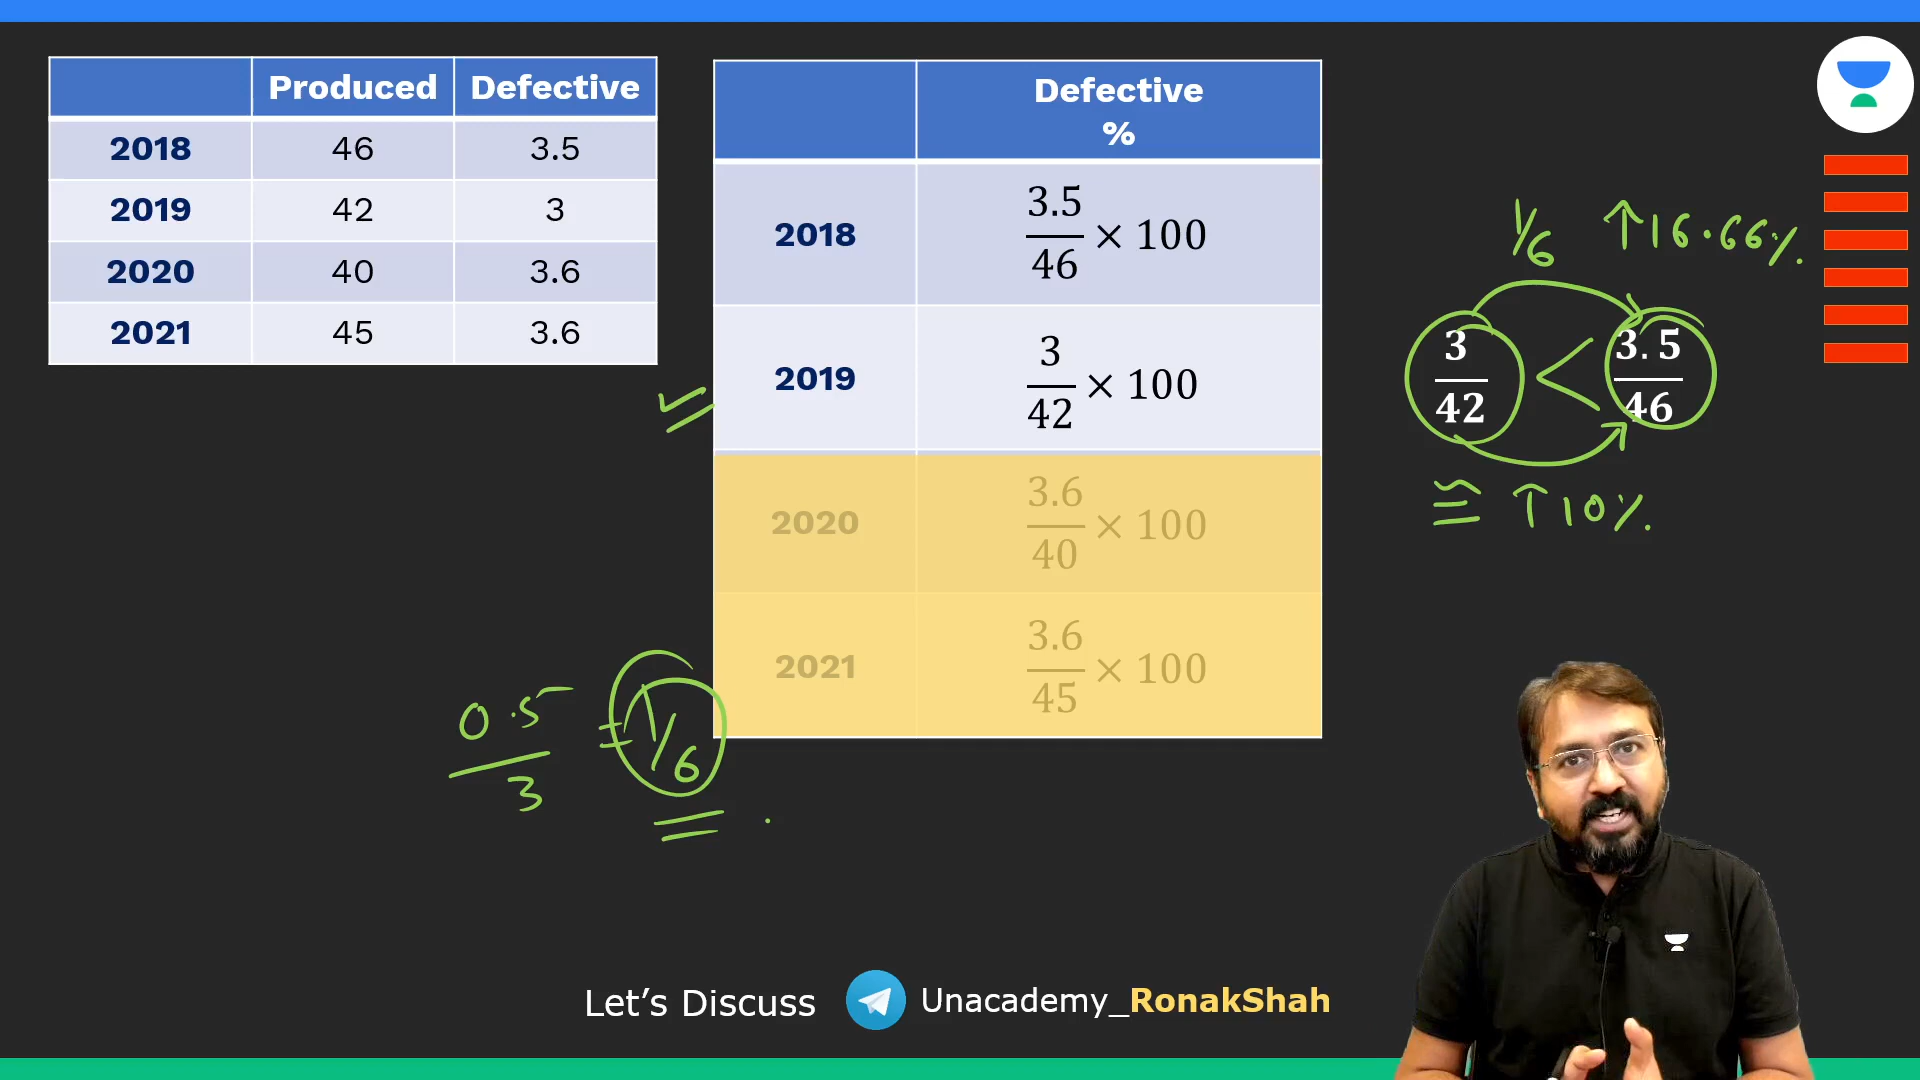 Produced Defective
2018 46 3.5
2019 42 3
2020 40 3.6
2021 45 3.6
Defective
%
2018 3.5/46 × 100
2019 3/42 × 100
2020 3.6/40 × 100
2021 3.6/45 × 100
1/6 ↑16.66%.
3/42 < 3.5/46
≅ ↑10%.
0.5/3 = 1/6
Let's Discuss Unacademy_RonakShah